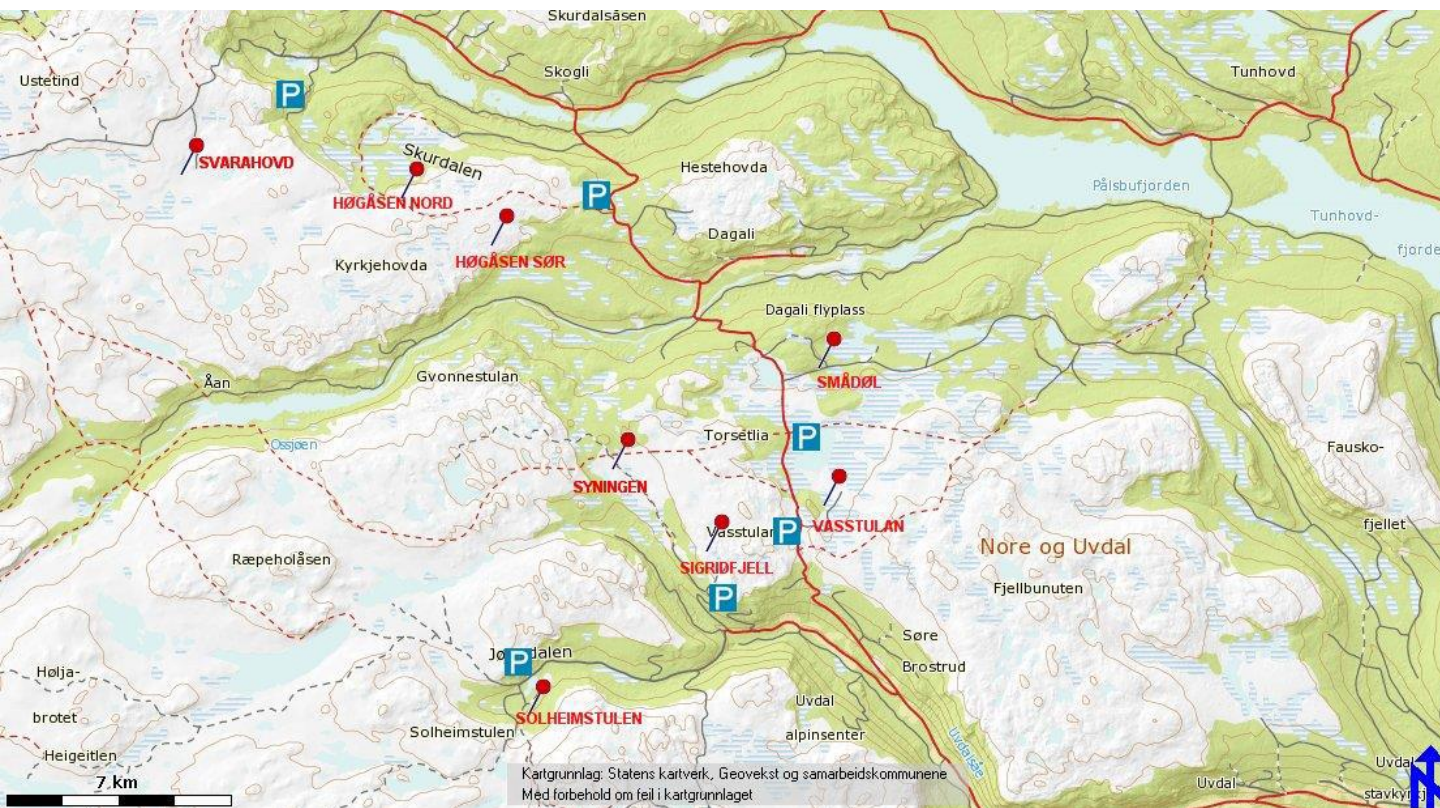 Skurdalsåsen
Skogli
Tunhovd
Ustetind
P
SVARAHOVD
Skurdalen
Hestehovda
P
Pålsbufjorden
HØGÅSEN NORD
Tunhovd-
fjorde
Dagali
HØGÅSEN SØR
Kyrkjehovda
Dagali flyplass
SMÅDØL
Åan
Gvonnestulan
Torsetlia
P
Ossjøen
Fausko-
SYNINGEN
VASSTULAN
fjellet
Vasstulan
P
Nore og Uvdal
Ræpeholåsen
SIGRIDFJELL
Fjellbunuten
P
Søre
Brostrud
P
dalen
Hølja-
brotet
Uvdal
alpinsenter
SOLHEIMSTULEN
Solheimstulen
Heigeitlen
Uvdalsåe
Uvdal
Uvdal
stavky
7 km
Kartgrunnlag: Statens kartverk, Geovekst og samarbeidskommunene
Med forbehold om feil i kartgrunnlaget
N